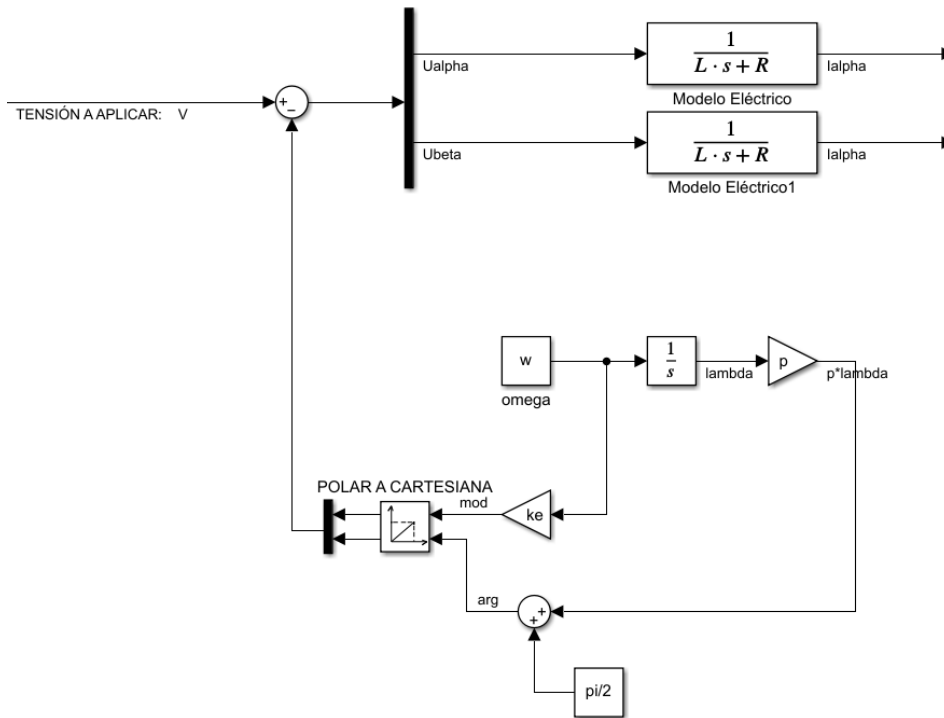 1
L · s + R
Ualpha
Ialpha
Modelo Eléctrico
+
−
TENSIÓN A APLICAR: V
1
L · s + R
Ubeta
Ialpha
Modelo Eléctrico1
w
1
s
p
lambda
p*lambda
omega
POLAR A CARTESIANA
mod
ke
arg
+
+
pi/2